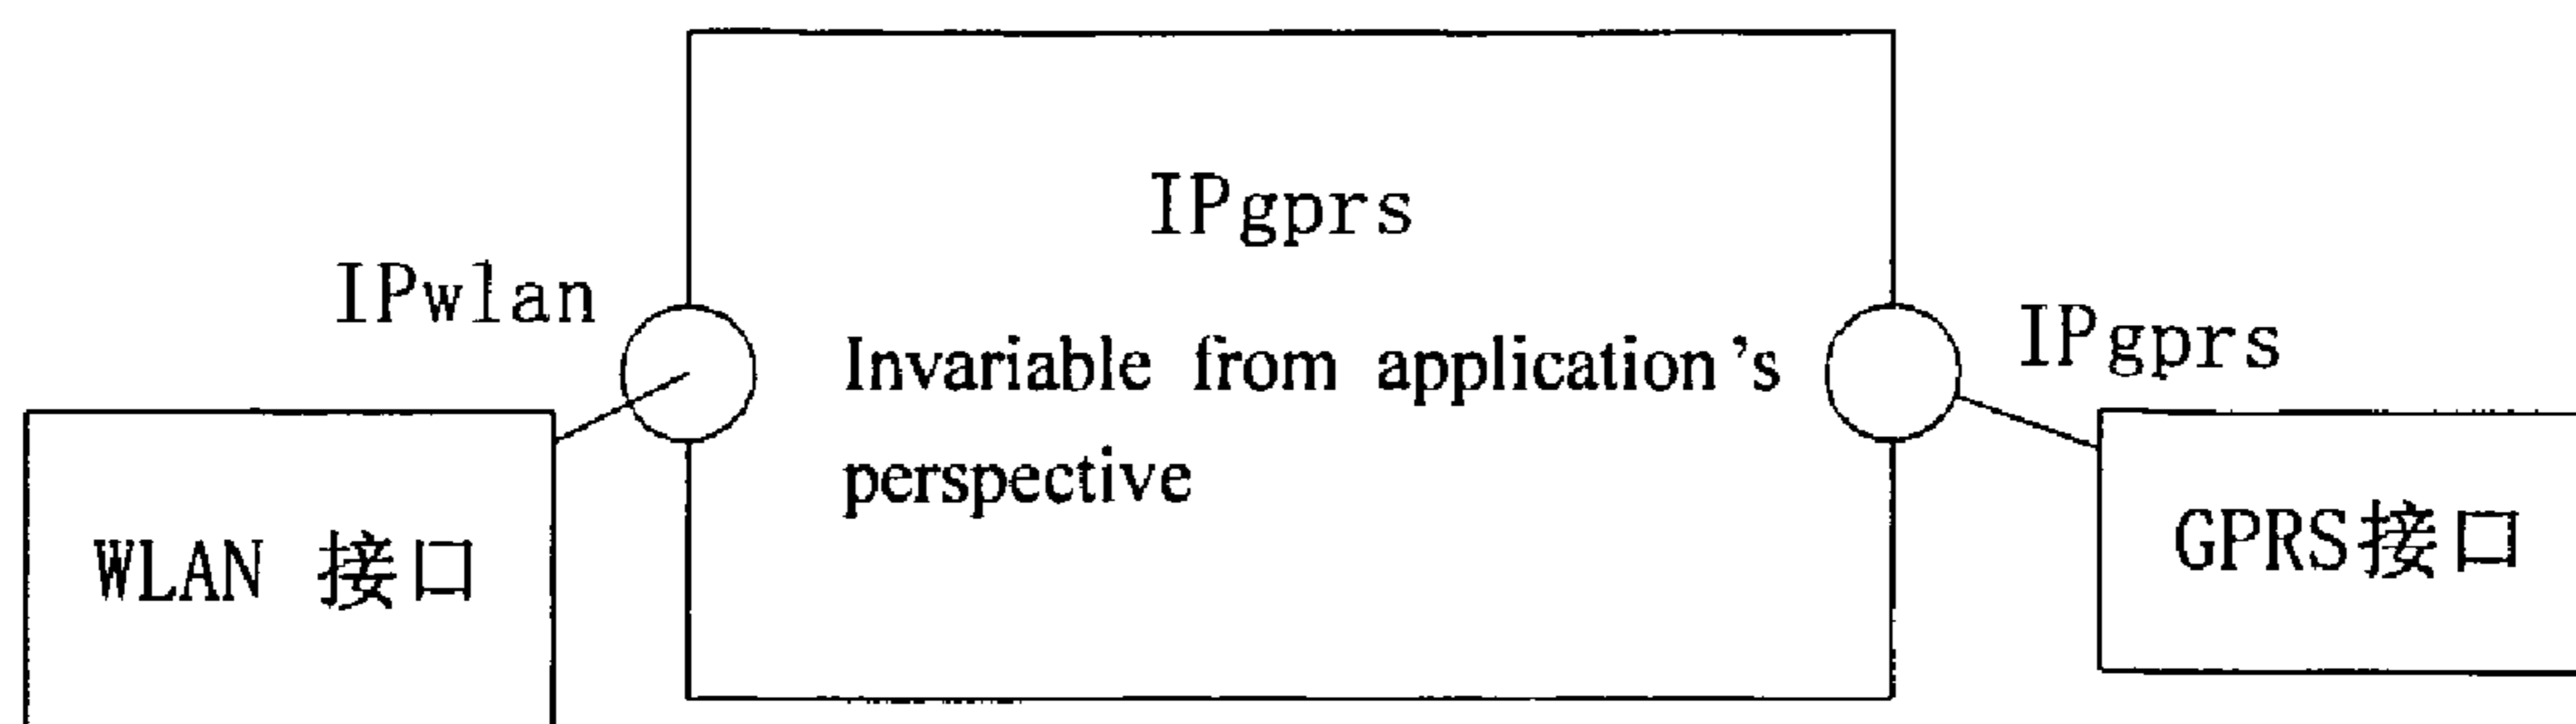 IPgprs
IPwlan
Invariable from application's
perspective
IPgprs
WLAN 接口
GPRS接口